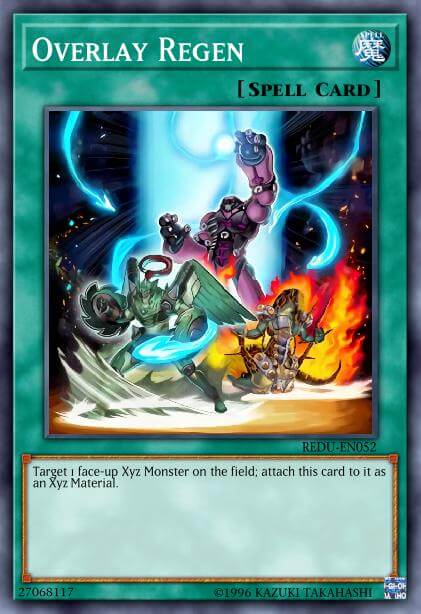 OVERLAY REGEN
SPELL
魔
[SPELL CARD]
REDU-EN052
Target 1 face-up Xyz Monster on the field; attach this card to it as
an Xyz Material.
27068117
©1996 KAZUKI TAKAHASHI